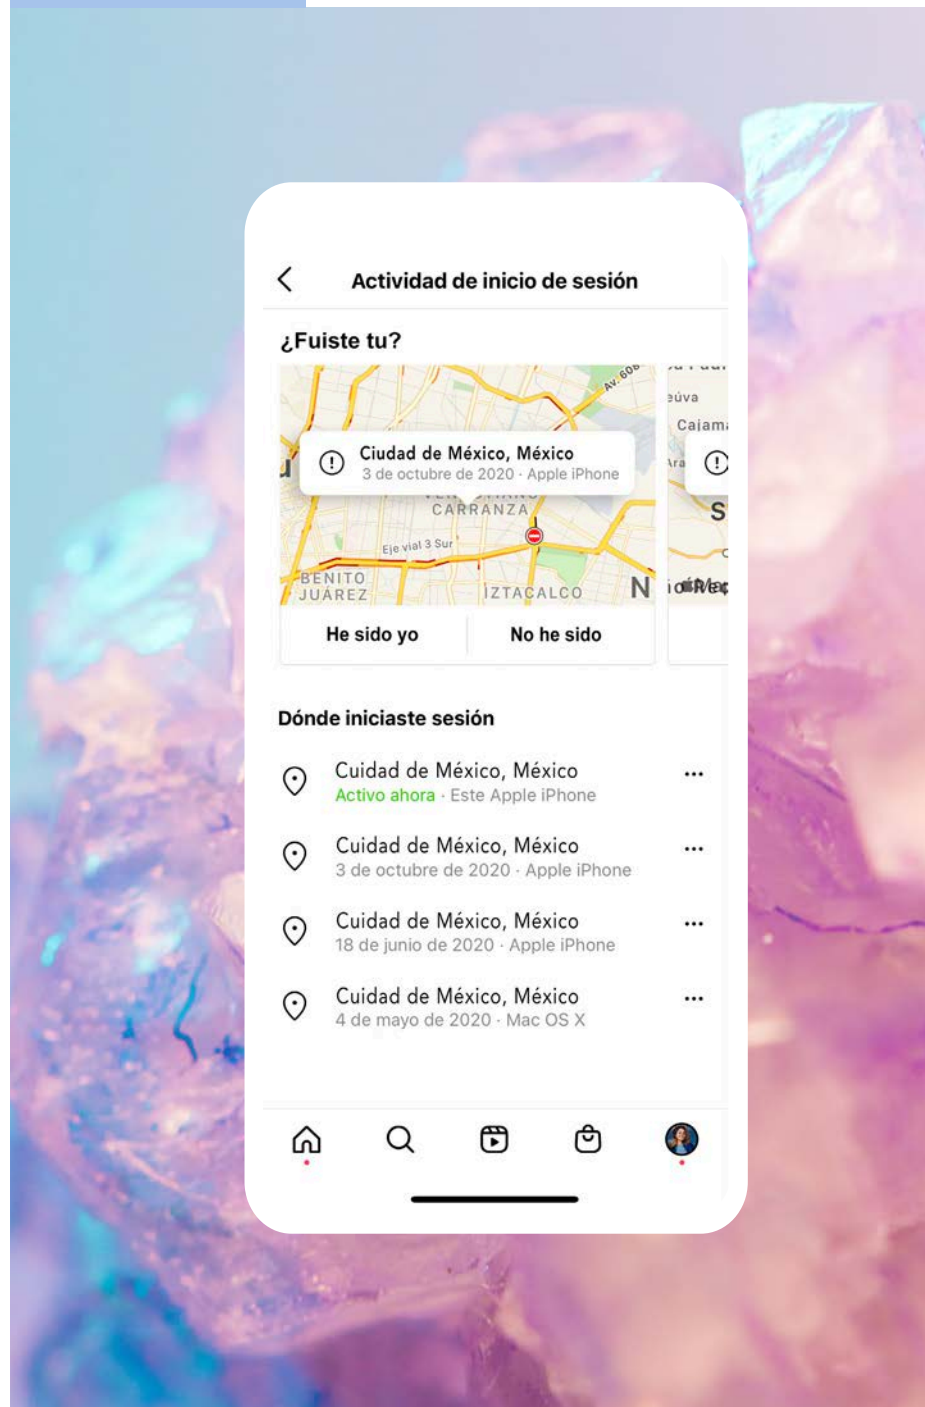 Actividad de inicio de sesión
¿Fuiste tu?
Av. 608
eúva
Cajam
Ciudad de México, México
3 de octubre de 2020 · Apple iPhone
Ara
CARRANZA
S
Eje vial 3 Sur
BENITO
JUÁREZ
IZTACALCO
N
He sido yo
No he sido
Dónde iniciaste sesión
Cuidad de México, México
Activo ahora · Este Apple iPhone
Cuidad de México, México
3 de octubre de 2020 · Apple iPhone
Cuidad de México, México
18 de junio de 2020 · Apple iPhone
Cuidad de México, México
4 de mayo de 2020 · Mac OS X